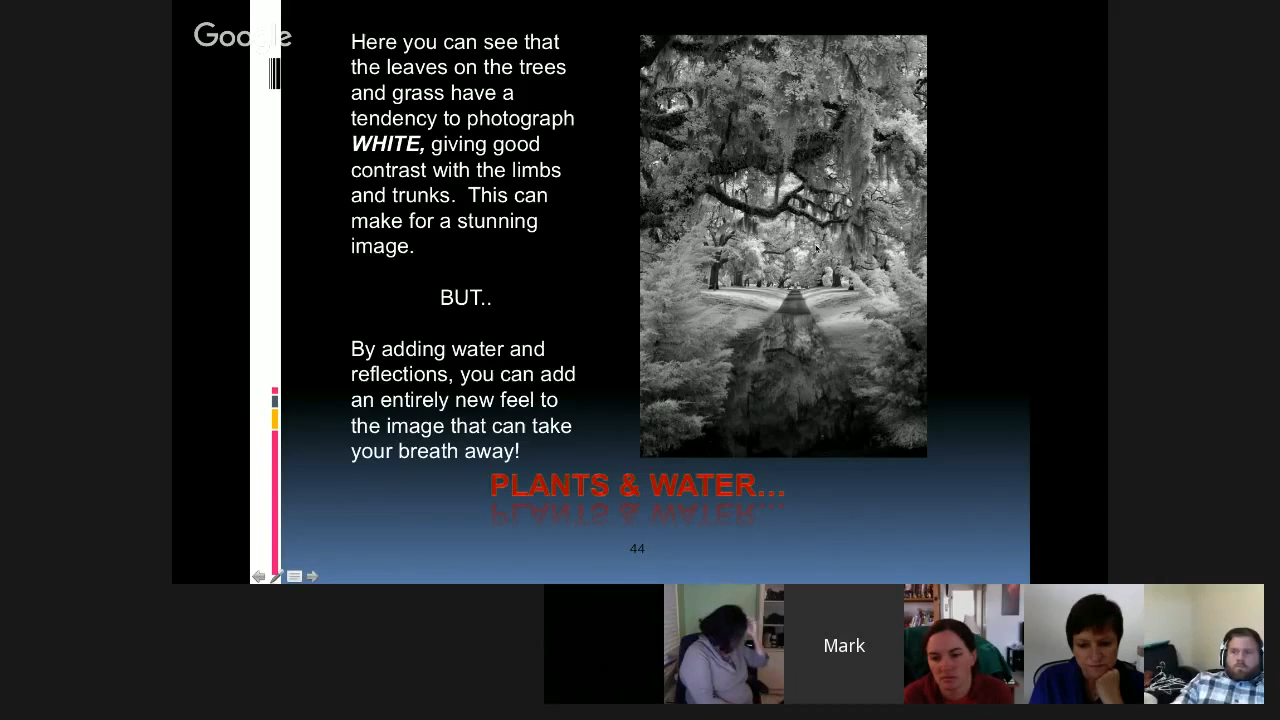 Google
Here you can see that
the leaves on the trees
and grass have a
tendency to photograph
WHITE, giving good
contrast with the limbs
and trunks.  This can
make for a stunning
image.
BUT..
By adding water and
reflections, you can add
an entirely new feel to
the image that can take
your breath away!
PLANTS & WATER...
44
Mark